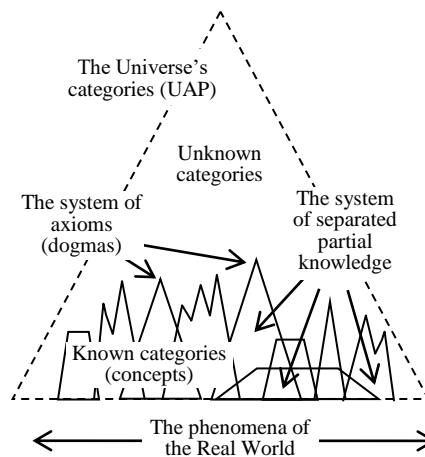 The Universe's
categories (UAP)
Unknown
categories
The system of
axioms
(dogmas)
The system
of separated
partial
knowledge
Known categories
(concepts)
The phenomena of
the Real World